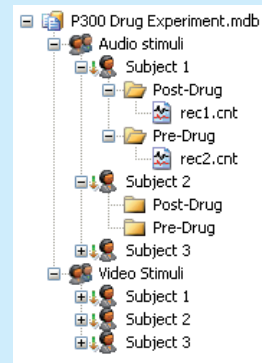 P300 Drug Experiment.mdb
Audio stimuli
Subject 1
Post-Drug
rec1.cnt
Pre-Drug
rec2.cnt
Subject 2
Post-Drug
Pre-Drug
Subject 3
Video Stimuli
Subject 1
Subject 2
Subject 3